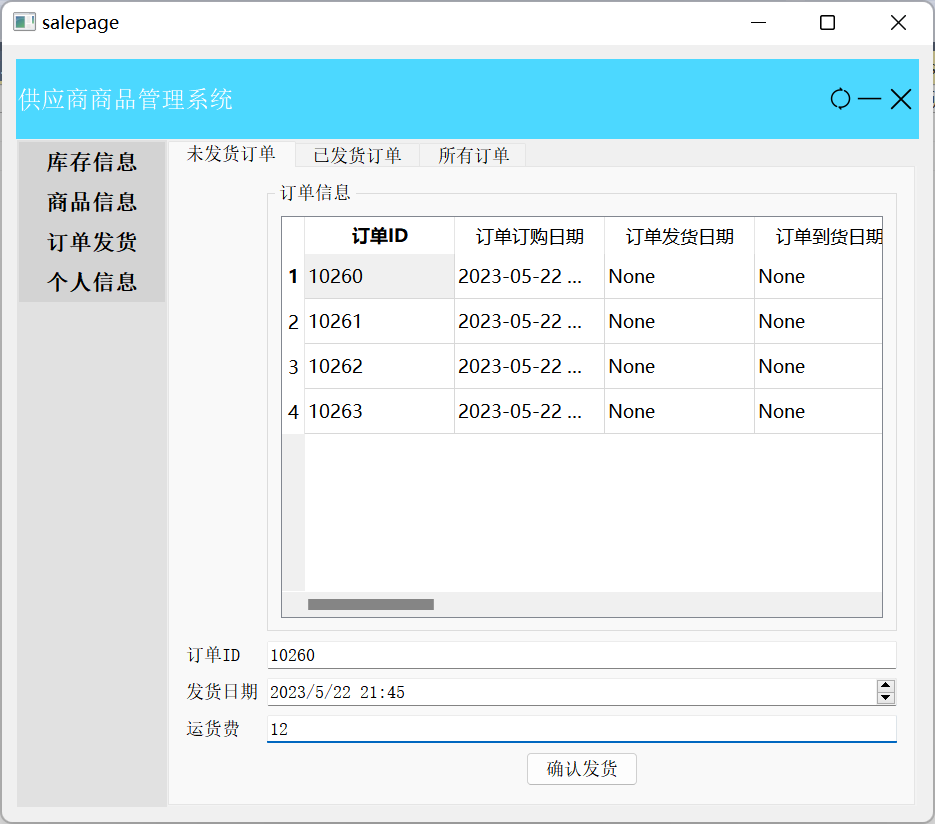 salepage
供应商商品管理系统
库存信息
商品信息
订单发货
个人信息
未发货订单 已发货订单 所有订单
订单信息
订单ID 订单订购日期 订单发货日期 订单到货日期
1 10260 2023-05-22 ... None None
2 10261 2023-05-22 ... None None
3 10262 2023-05-22 ... None None
4 10263 2023-05-22 ... None None
订单ID 10260
发货日期 2023/5/22 21:45
运货费 12
确认发货